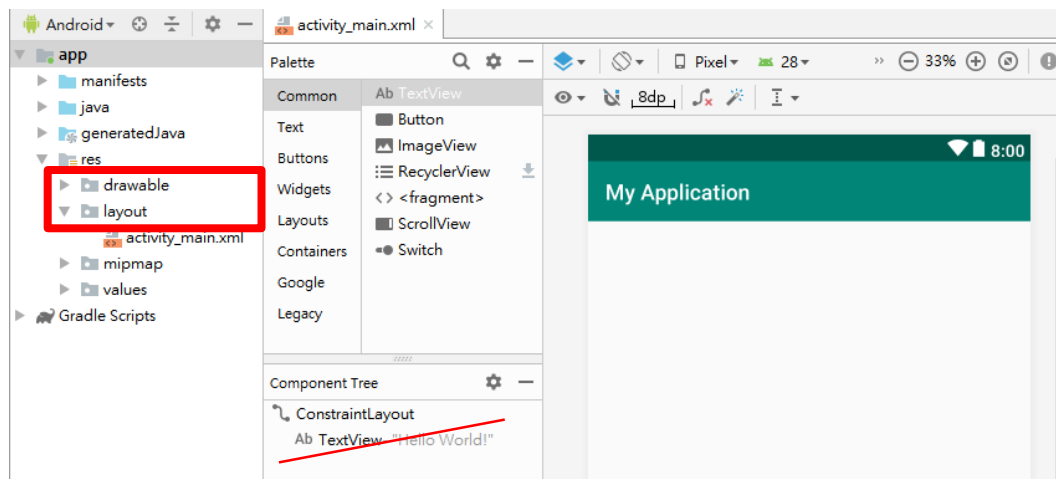 Android
activity_main.xml
app
manifests
java
generatedJava
res
drawable
layout
activity_main.xml
mipmap
values
Gradle Scripts
Palette
Common
Text
Buttons
Widgets
Layouts
Containers
Google
Legacy
Ab TextView
Button
ImageView
RecyclerView
<fragment>
ScrollView
Switch
Component Tree
ConstraintLayout
Ab TextView- "Hello World!"
Pixel
28
33%
8dp
8:00
My Application